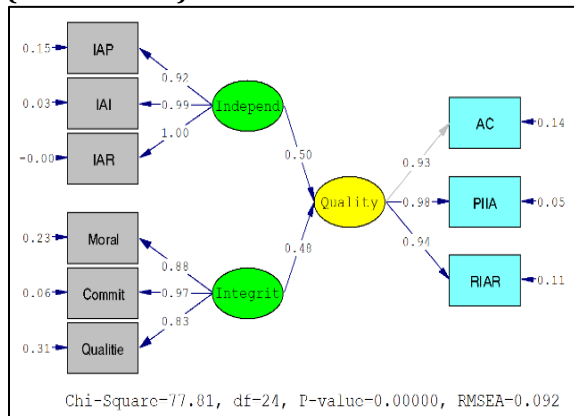 0.15 IAP
0.92
0.03 IAI 0.99 Independ
1.00
-0.00 IAR
0.50
AC 0.14
0.93
Quality 0.98 PIIA 0.05
0.94
0.48
RIAR 0.11
0.23 Moral
0.88
0.06 Commit 0.97 Integrit
0.83
0.31 Qualitie
Chi-Square=77.81, df=24, P-value=0.00000, RMSEA=0.092